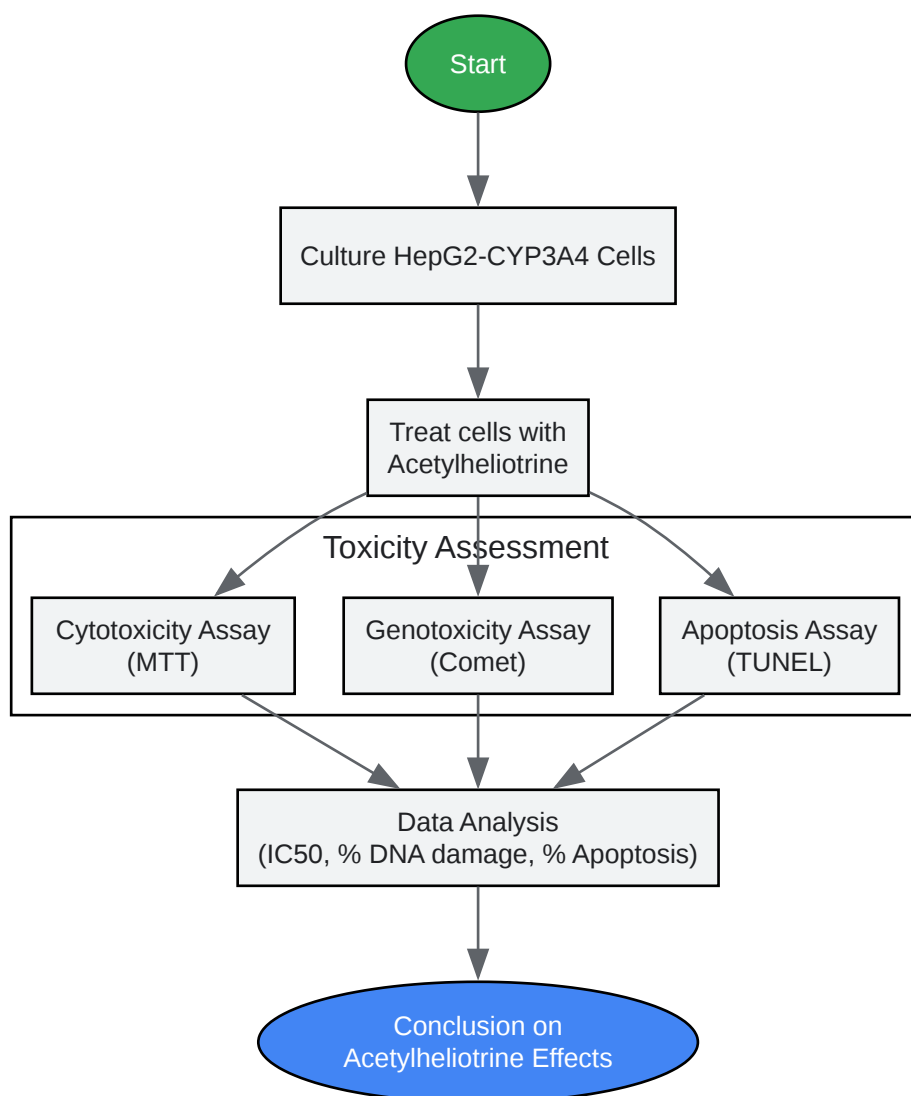 Start
Culture HepG2-CYP3A4 Cells
Treat cells with
Acetylheliotrine
Toxicity Assessment
Cytotoxicity Assay
(MTT)
Genotoxicity Assay
(Comet)
Apoptosis Assay
(TUNEL)
Data Analysis
(IC50, % DNA damage, % Apoptosis)
Conclusion on
Acetylheliotrine Effects